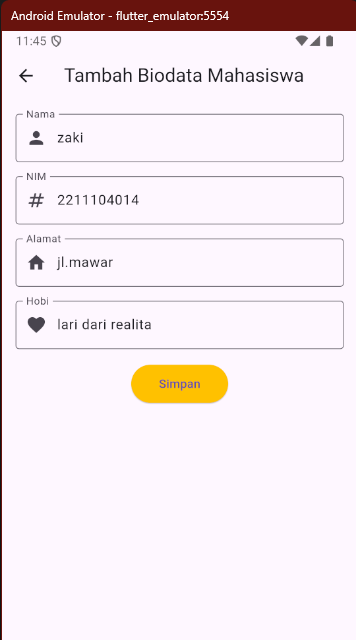 Android Emulator - flutter_emulator:5554
11:45
Tambah Biodata Mahasiswa
Nama
zaki
NIM
# 2211104014
Alamat
jl.mawar
Hobi
lari dari realita
Simpan